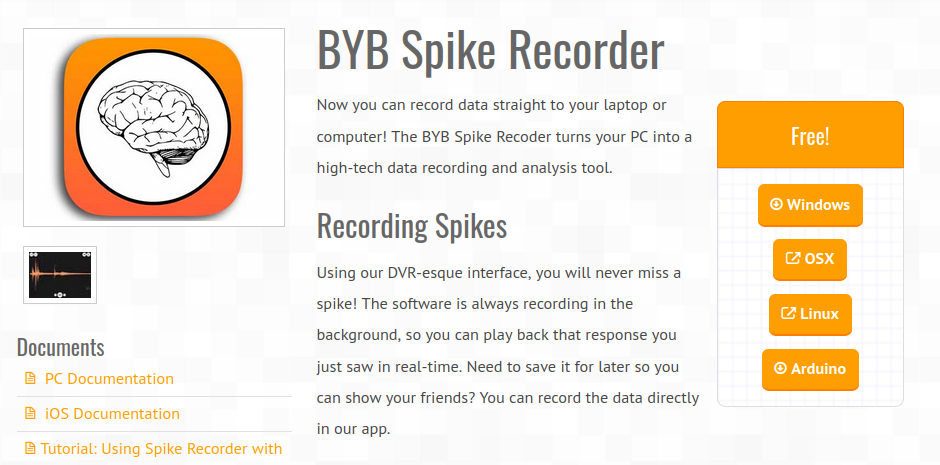 BYB Spike Recorder
Now you can record data straight to your laptop or
computer! The BYB Spike Recoder turns your PC into a
high-tech data recording and analysis tool.
Recording Spikes
Using our DVR-esque interface, you will never miss a
spike! The software is always recording in the
background, so you can play back that response you
just saw in real-time. Need to save it for later so you
can show your friends? You can record the data directly
in our app.
Documents
PC Documentation
iOS Documentation
Tutorial: Using Spike Recorder with
Free!
Windows
OSX
Linux
Arduino